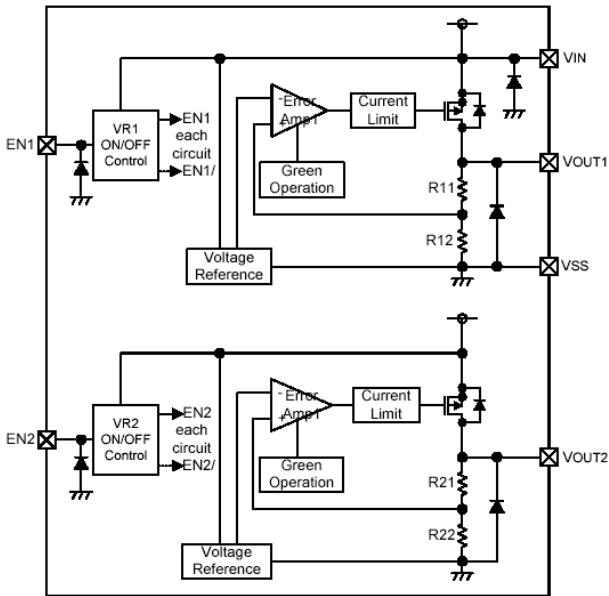 VIN
VR1
ON/OFF
Control
EN1
EN1
each
circuit
EN1/
- Error
+ Amp1
Current
Limit
Green
Operation
VOUT1
R11
R12
Voltage
Reference
VSS
VR2
ON/OFF
Control
EN2
EN2
each
circuit
EN2/
- Error
+ Amp1
Current
Limit
Green
Operation
VOUT2
R21
R22
Voltage
Reference